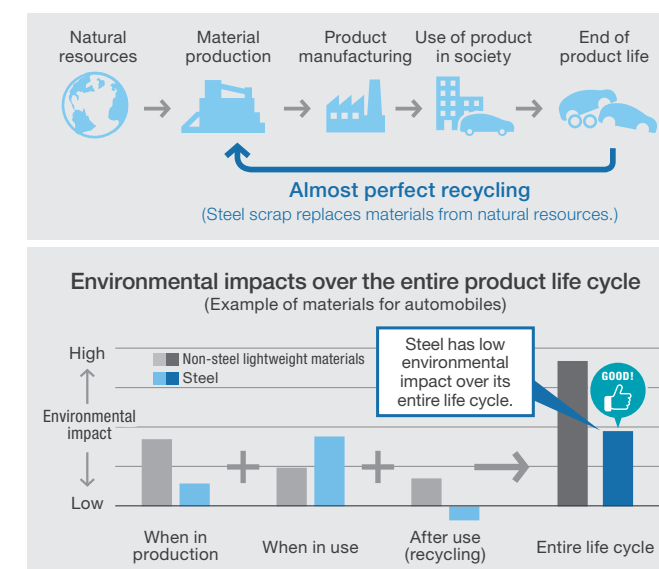 Natural
resources
Material
production
Product
manufacturing
Use of product
in society
End of
product life
Almost perfect recycling
(Steel scrap replaces materials from natural resources.)
Environmental impacts over the entire product life cycle
(Example of materials for automobiles)
High
Environmental
impact
Low
Non-steel lightweight materials
Steel
Steel has low
environmental
impact over its
entire life cycle.
GOOD!
When in
production
When in use
After use
(recycling)
Entire life cycle